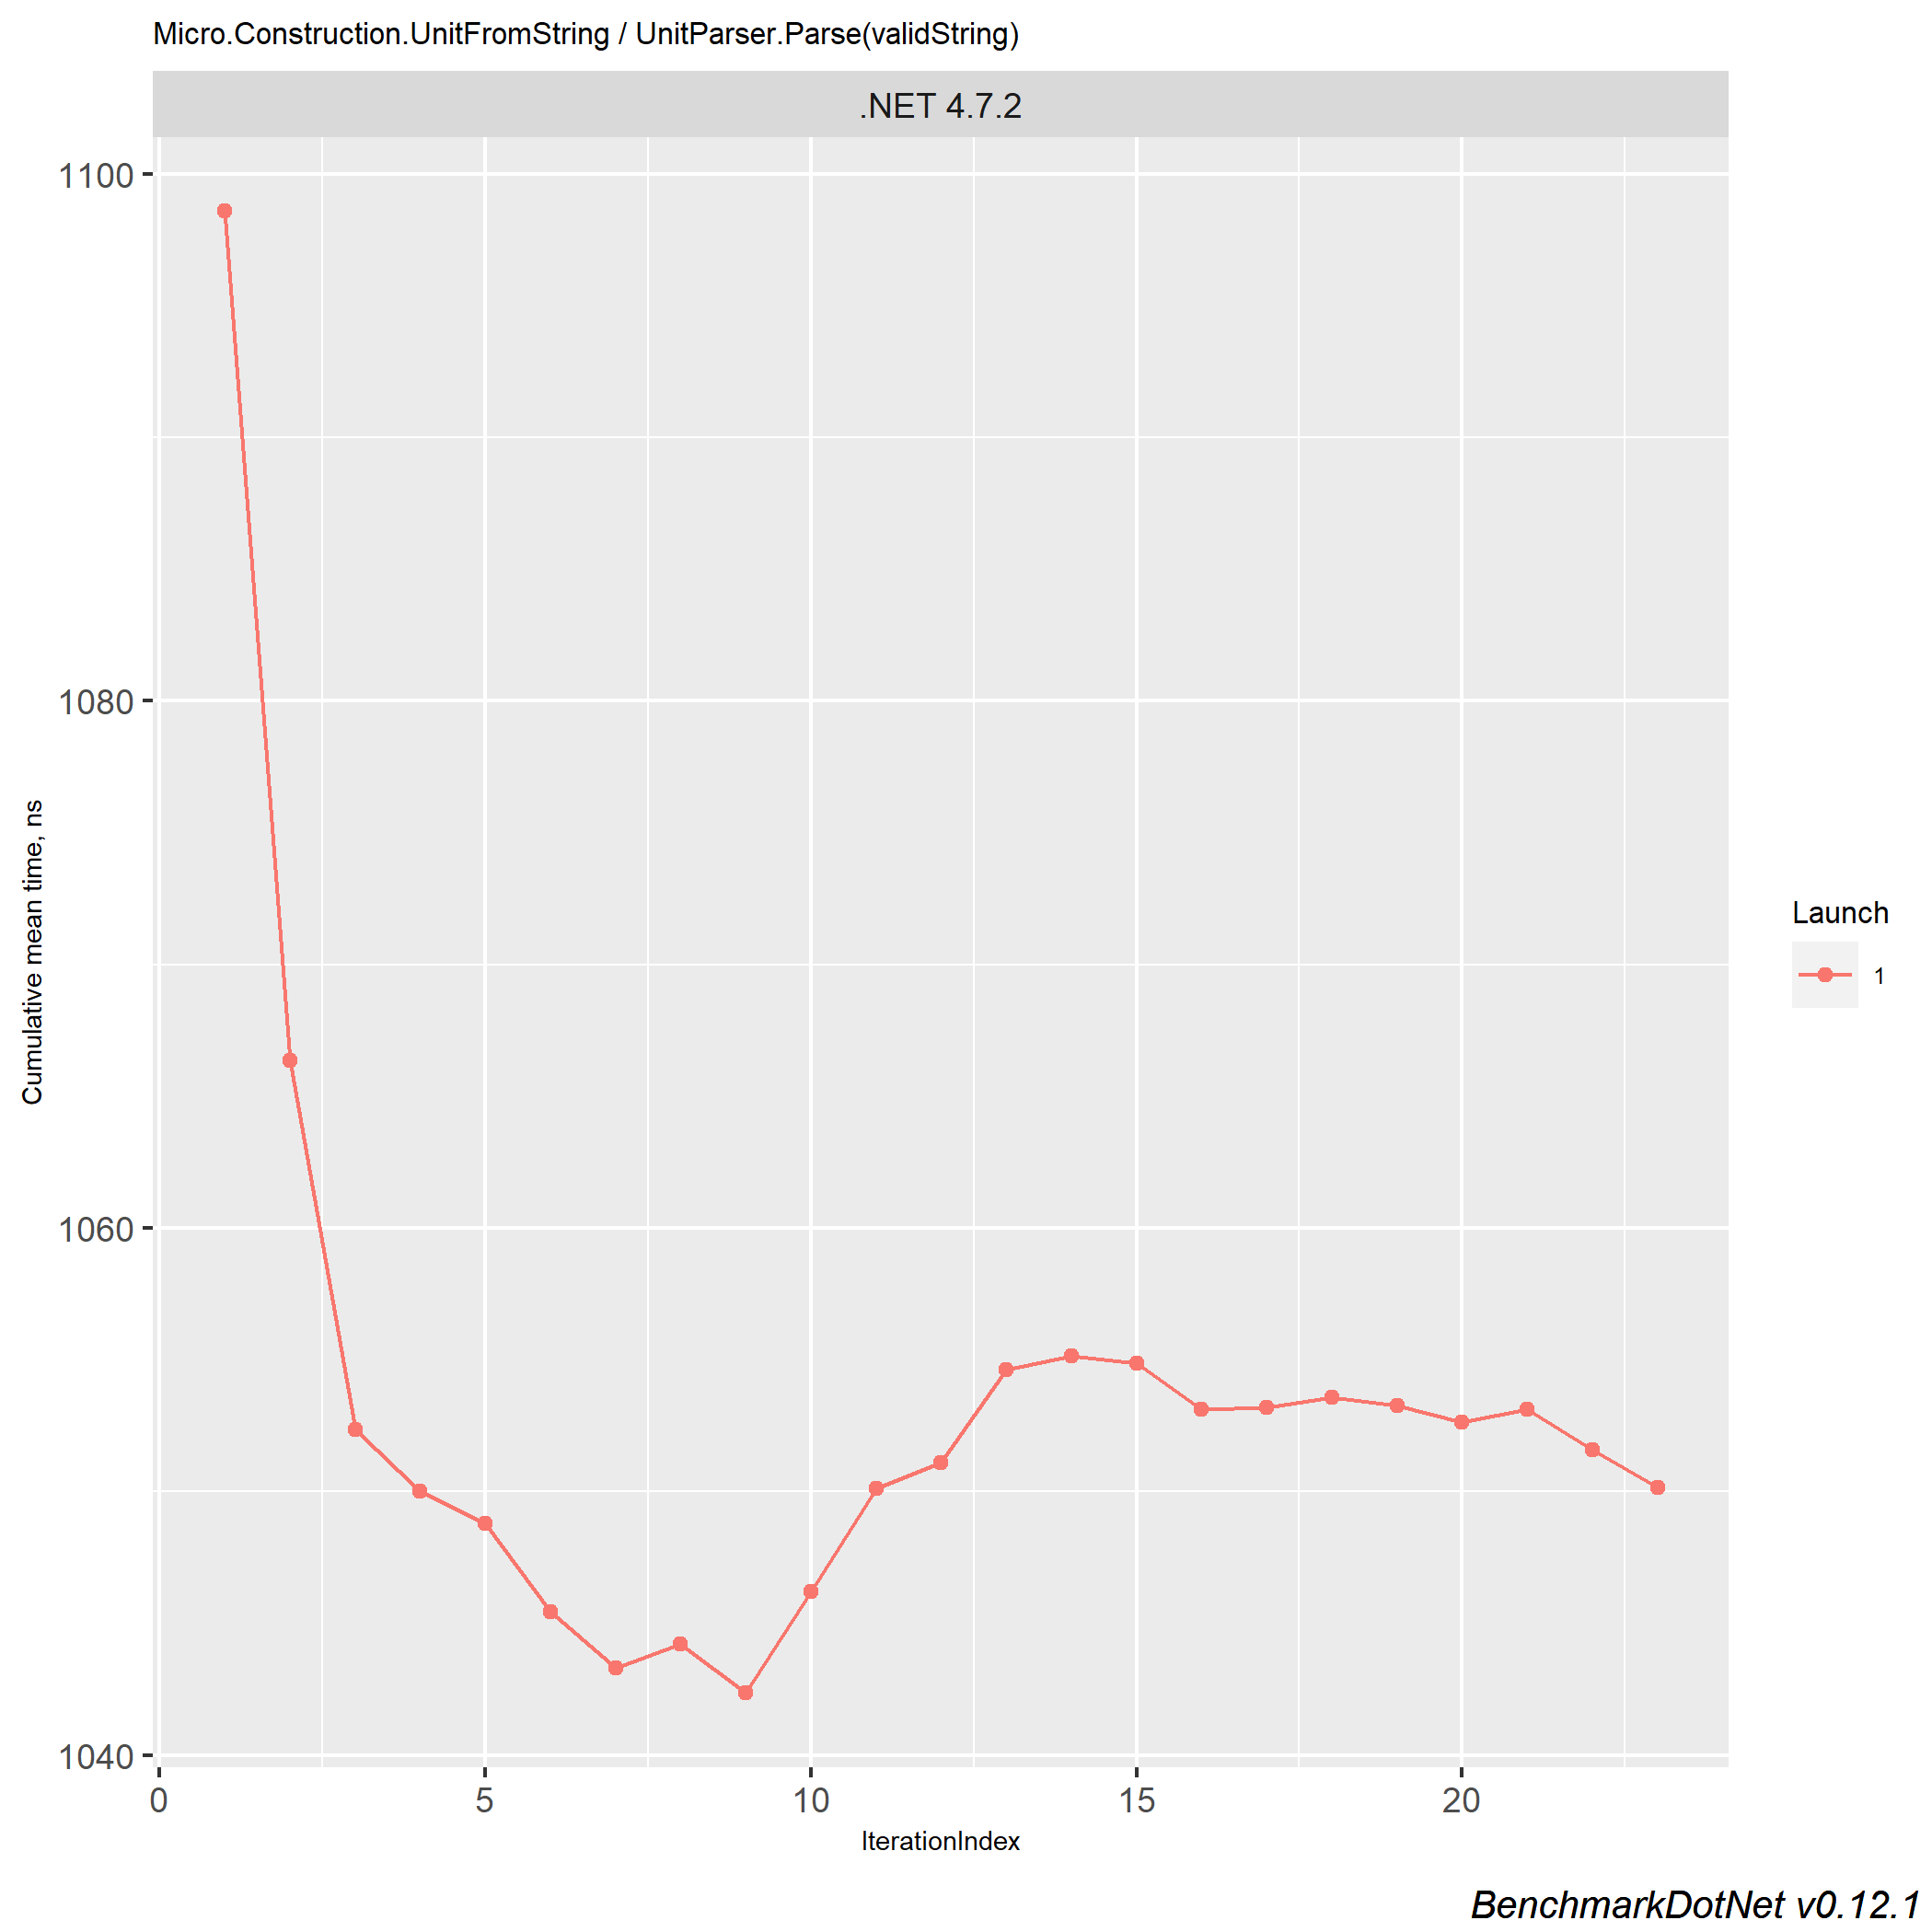 Micro.Construction.UnitFromString / UnitParser.Parse(validString)
.NET 4.7.2
1100
1080
1060
1040
Cumulative mean time, ns
0 5 10 15 20
IterationIndex
Launch
1
BenchmarkDotNet v0.12.1